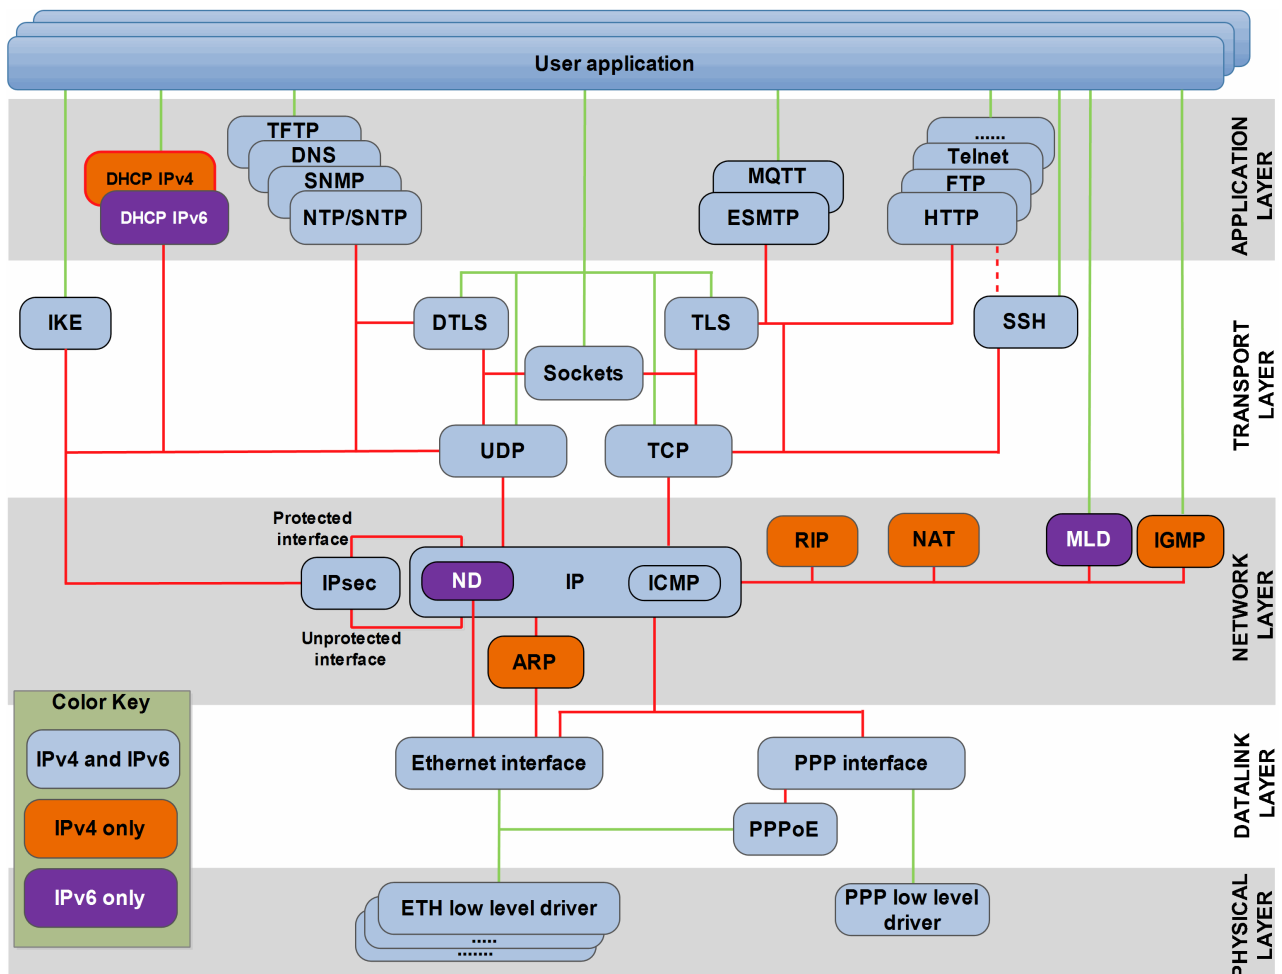 User application
TFTP
DNS
SNMP
NTP/SNTP
DHCP IPv4
DHCP IPv6
MQTT
ESMTP
......
Telnet
FTP
HTTP
APPLICATION
LAYER
IKE
DTLS
TLS
SSH
Sockets
UDP
TCP
TRANSPORT
LAYER
Protected
interface
IPsec
Unprotected
interface
ND
IP
ICMP
ARP
RIP
NAT
MLD
IGMP
NETWORK
LAYER
Color Key
IPv4 and IPv6
IPv4 only
IPv6 only
Ethernet interface
PPP interface
PPPoE
DATALINK
LAYER
ETH low level driver
.....
.......
PPP low level
driver
PHYSICAL
LAYER